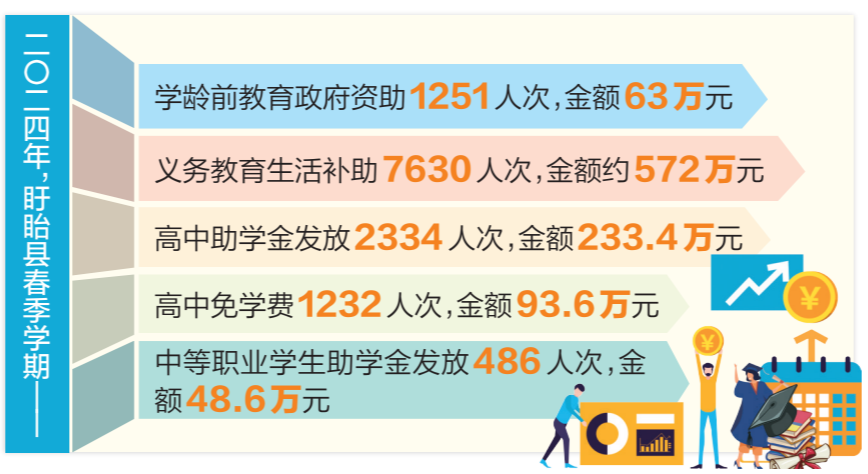 二〇二四年，盱眙县春季学期——
学龄前教育政府资助1251人次，金额63万元
义务教育生活补助7630人次，金额约572万元
高中助学金发放2334人次，金额233.4万元
高中免学费1232人次，金额93.6万元
中等职业学生助学金发放486人次，金
额48.6万元
¥
¥